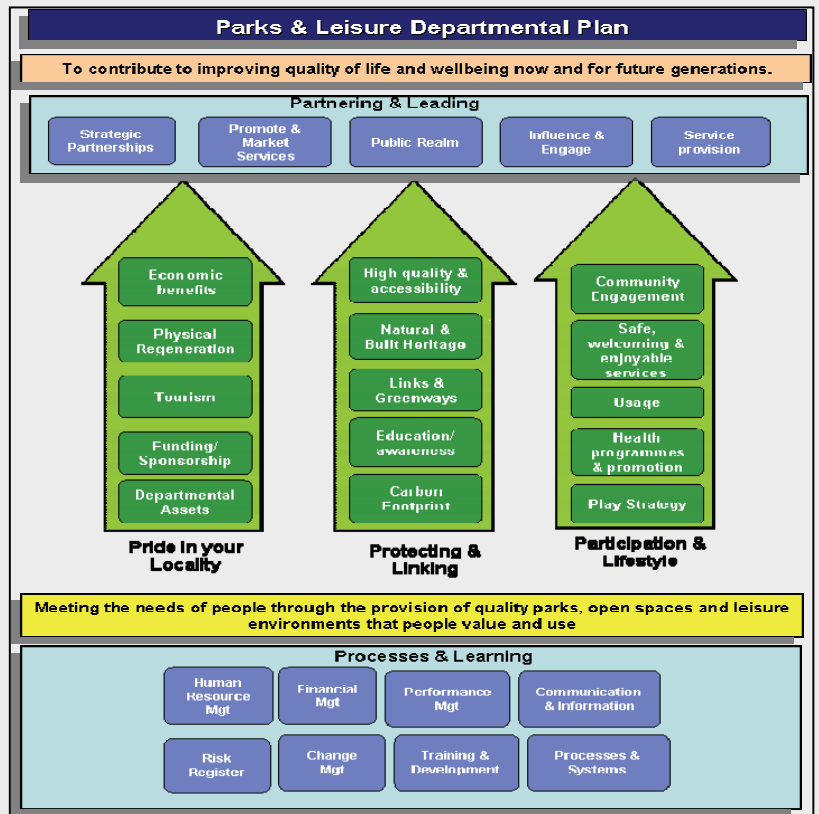 Parks & Leisure Departmental Plan
To contribute to improving quality of life and wellbeing now and for future generations.
Partnering & Leading
Strategic
Partnerships
Promote &
Market
Services
Public Realm
Influence &
Engage
Service
provision
Economic
benefits
Physical
Regeneration
Tourism
Funding/
Sponsorship
Departmental
Assets
Pride in your
Locality
High quality &
accessibility
Natural &
Built Heritage
Links &
Greenways
Education/
awareness
Carbon
Footprint
Protecting &
Linking
Community
Engagement
Safe,
welcoming &
enjoyable
services
Usage
Health
programmes
& promotion
Play Strategy
Participation &
Lifestyle
Meeting the needs of people through the provision of quality parks, open spaces and leisure
environments that people value and use
Processes & Learning
Human
Resource
Mgt
Financial
Mgt
Performance
Mgt
Communication
& Information
Risk
Register
Change
Mgt
Training &
Development
Processes &
Systems